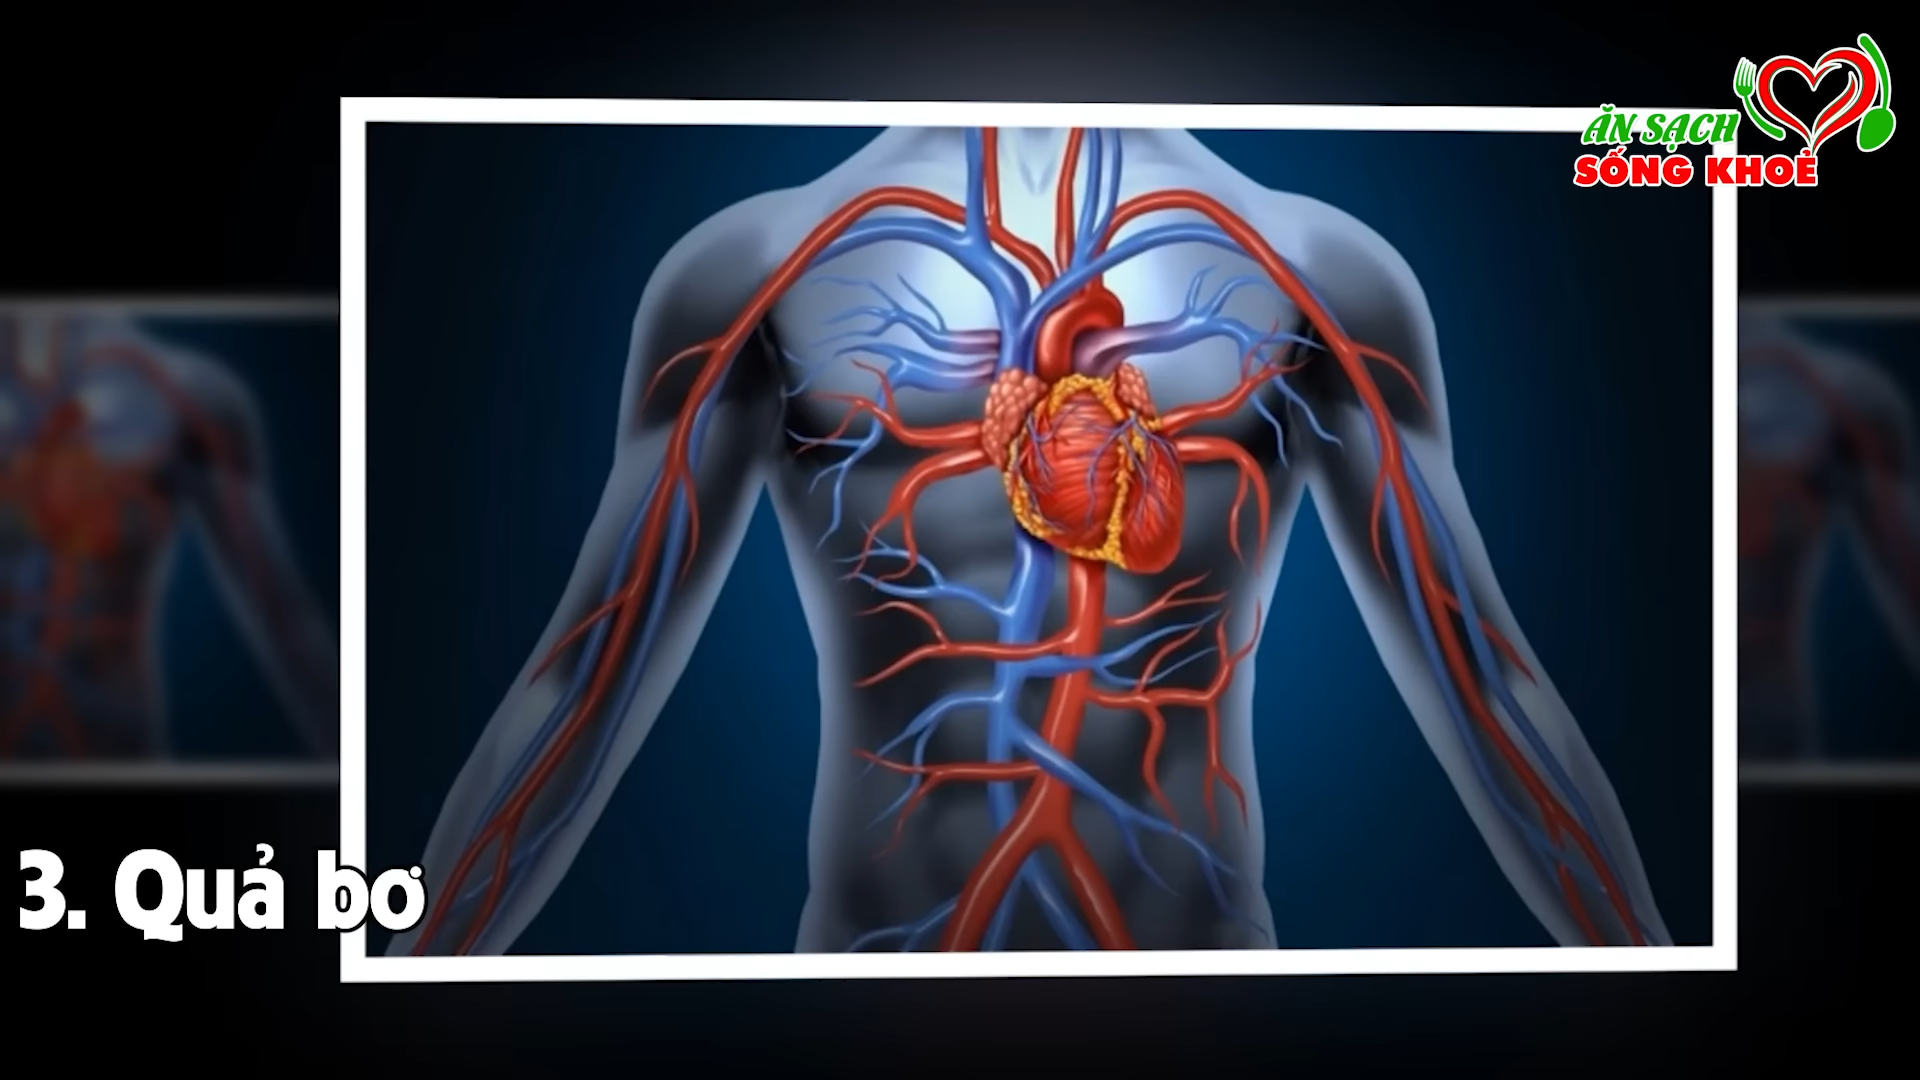 ĂN SẠCH
SỐNG KHOẺ
3. Quả bơ